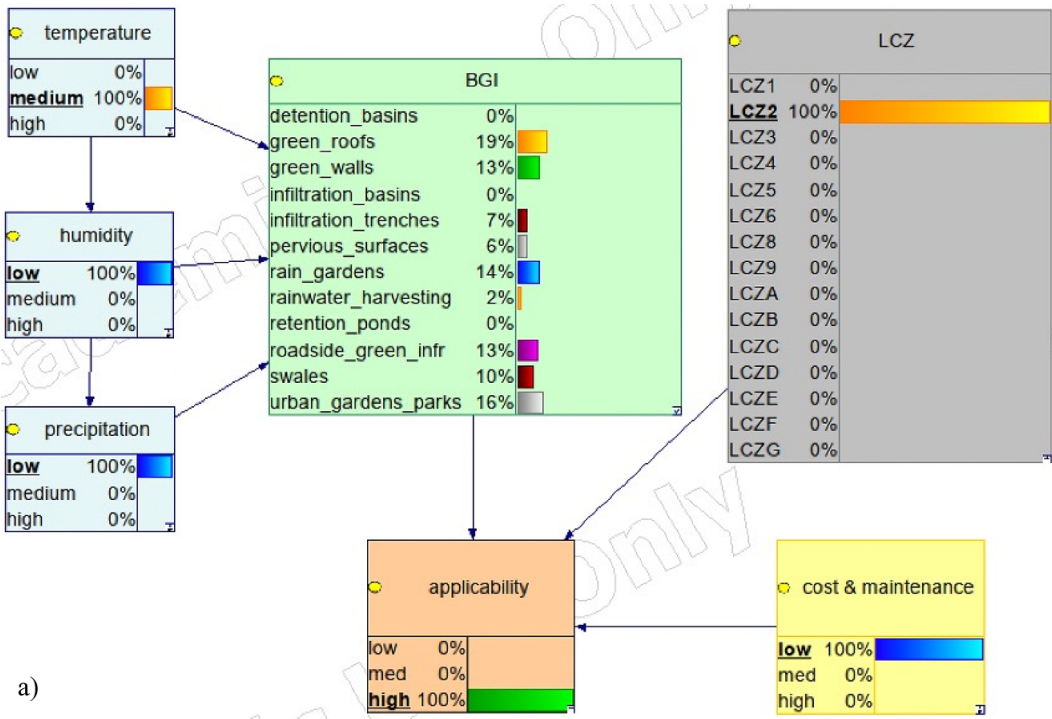 temperature
low 0%
medium 100%
high 0%
humidity
low 100%
medium 0%
high 0%
precipitation
low 100%
medium 0%
high 0%
BGI
detention_basins 0%
green_roofs 19%
green_walls 13%
infiltration_basins 0%
infiltration_trenches 7%
pervious_surfaces 6%
rain_gardens 14%
rainwater_harvesting 2%
retention_ponds 0%
roadside_green_infr 13%
swales 10%
urban_gardens_parks 16%
LCZ
LCZ1 0%
LCZ2 100%
LCZ3 0%
LCZ4 0%
LCZ5 0%
LCZ6 0%
LCZ8 0%
LCZ9 0%
LCZA 0%
LCZB 0%
LCZC 0%
LCZD 0%
LCZE 0%
LCZF 0%
LCZG 0%
applicability
low 0%
med 0%
high 100%
cost & maintenance
low 100%
med 0%
high 0%
a)
only